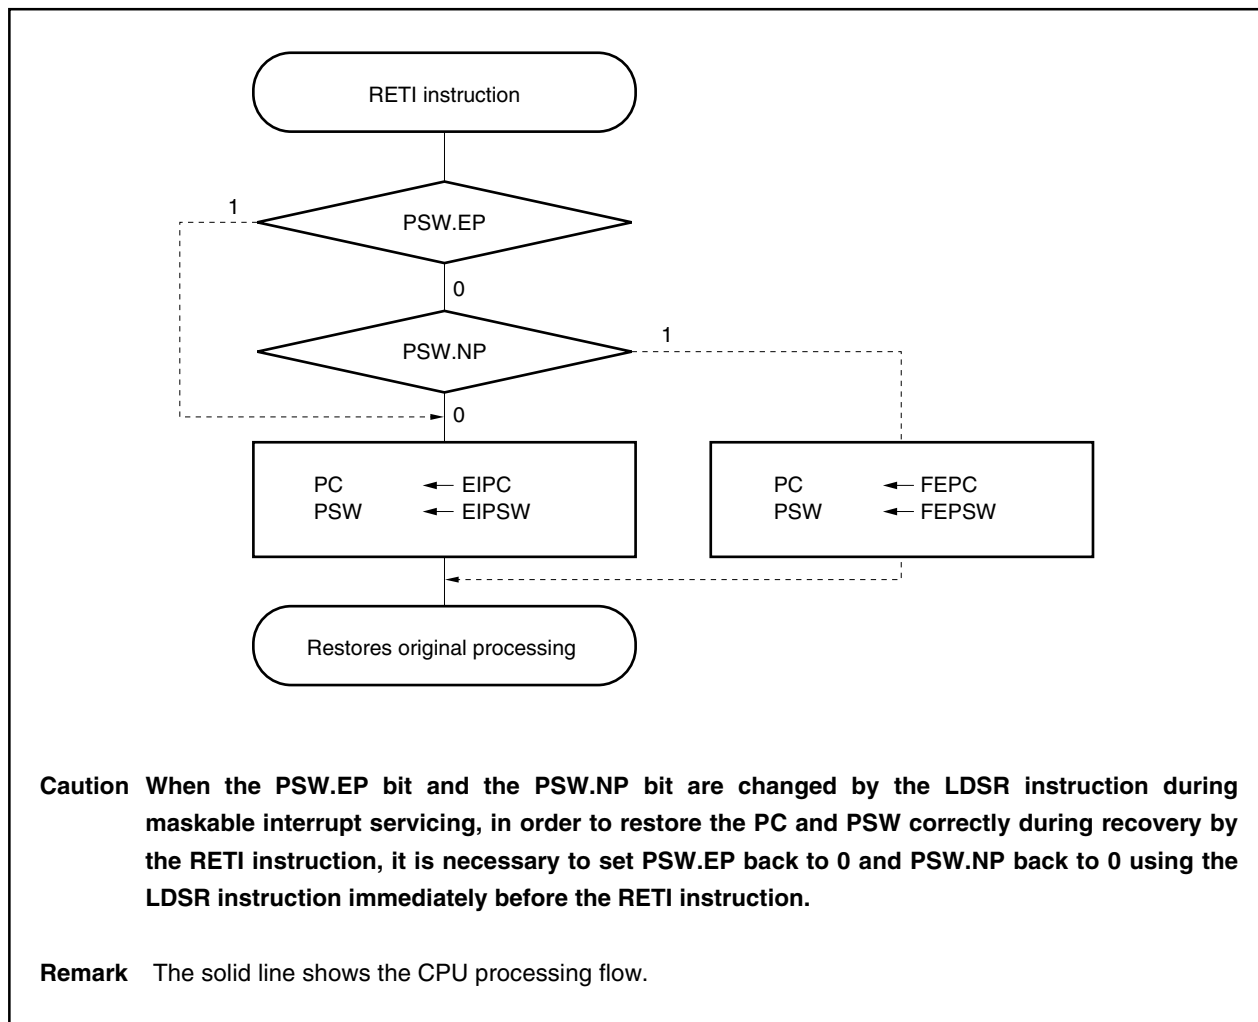 RETI instruction
1
PSW.EP
0
1
PSW.NP
0
PC ← EIPC
PSW ← EIPSW
PC ← FEPC
PSW ← FEPSW
Restores original processing
Caution When the PSW.EP bit and the PSW.NP bit are changed by the LDSR instruction during
maskable interrupt servicing, in order to restore the PC and PSW correctly during recovery by
the RETI instruction, it is necessary to set PSW.EP back to 0 and PSW.NP back to 0 using the
LDSR instruction immediately before the RETI instruction.
Remark The solid line shows the CPU processing flow.